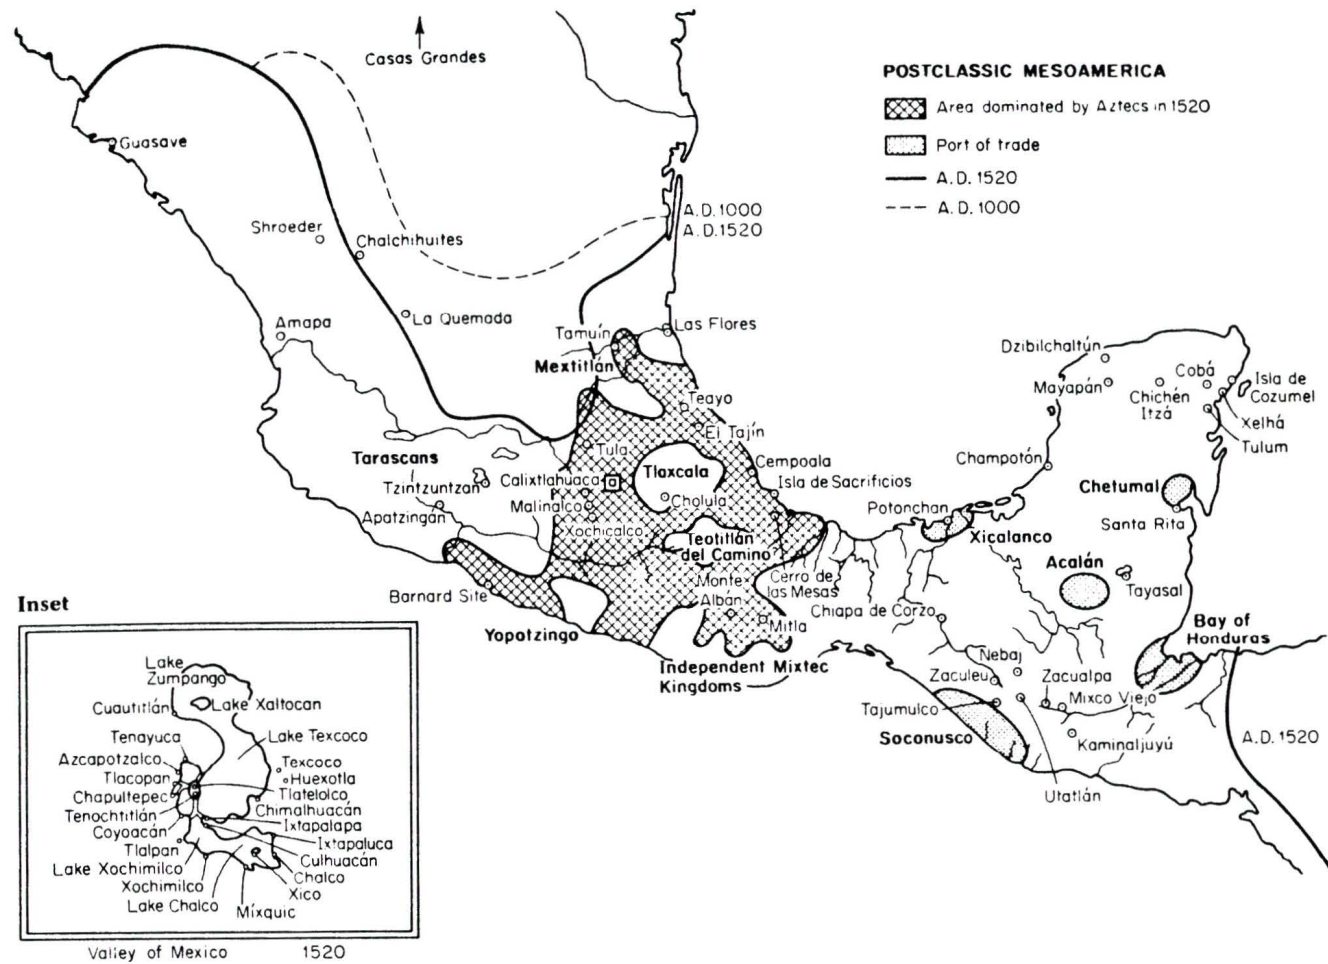 Casas Grandes
POSTCLASSIC MESOAMERICA
Area dominated by Aztecs in 1520
Port of trade
A.D. 1520
A.D. 1000
Guasave
A.D. 1000
A.D. 1520
Shroeder
Chalchihuites
La Quemada
Amapa
Tamuín
Las Flores
Mextitlán
Teayo
El Tajín
Tula
Tarascans
Tlaxcala
Cempoala
Tzintzuntzan
Calixtlahuaca
Isla de Sacrificios
Cholula
Malinalco
Apatzingán
Xochicalco
Teotitlán
del Camino
Monte
Alban
Cerro de
las Mesas
Mitla
Barnard Site
Yopotzingo
Independent Mixtec
Kingdoms
Dzibilchaltún
Mayapán
Chichén
Itzá
Cobá
Isla de
Cozumel
Xelhá
Tulum
Champotón
Chetumal
Santa Rita
Potonchan
Xicalanco
Acalán
Tayasal
Chiapa de Corzo
Bay of
Honduras
Nebaj
Zaculeu
Zacualpa
Mixco Viejo
Tajumulco
Soconusco
Kaminaljuyú
Utatlán
A.D. 1520
Inset
Lake
Zumpango
Lake Xaltocan
Cuautitlán
Lake Texcoco
Tenayuca
Azcapotzalco
Texcoco
Huexotla
Tlacopan
Tlatelolco
Chapultepec
Chimalhuacán
Tenochtitlán
Ixtapalapa
Coyoacán
Ixtapaluca
Tlalpan
Culhuacán
Lake Xochimilco
Chalco
Xochimilco
Xico
Lake Chalco
Míxquic
Valley of Mexico 1520